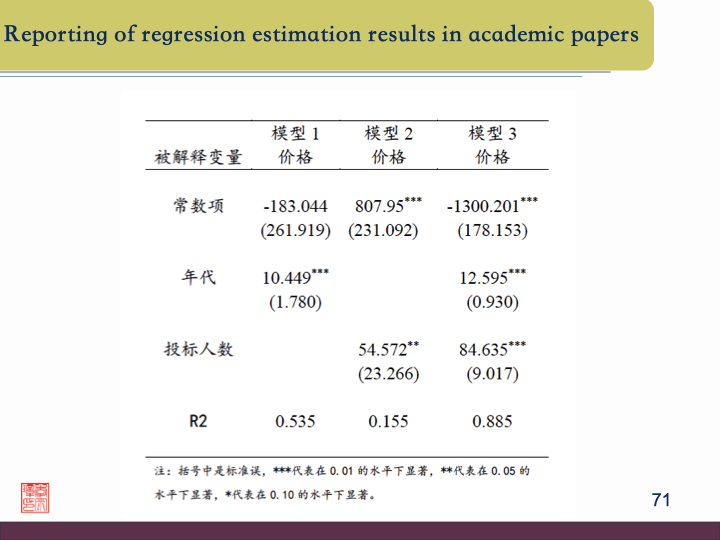 Reporting of regression estimation results in academic papers
模型 1 模型 2 模型 3
被解释变量 价格 价格 价格
常数项 -183.044 807.95*** -1300.201***
(261.919) (231.092) (178.153)
年代 10.449*** 12.595***
(1.780) (0.930)
投标人数 54.572** 84.635***
(23.266) (9.017)
R2 0.535 0.155 0.885
注：括号中是标准误，***代表在 0.01 的水平下显著，**代表在 0.05 的
水平下显著，*代表在 0.10 的水平下显著。
71